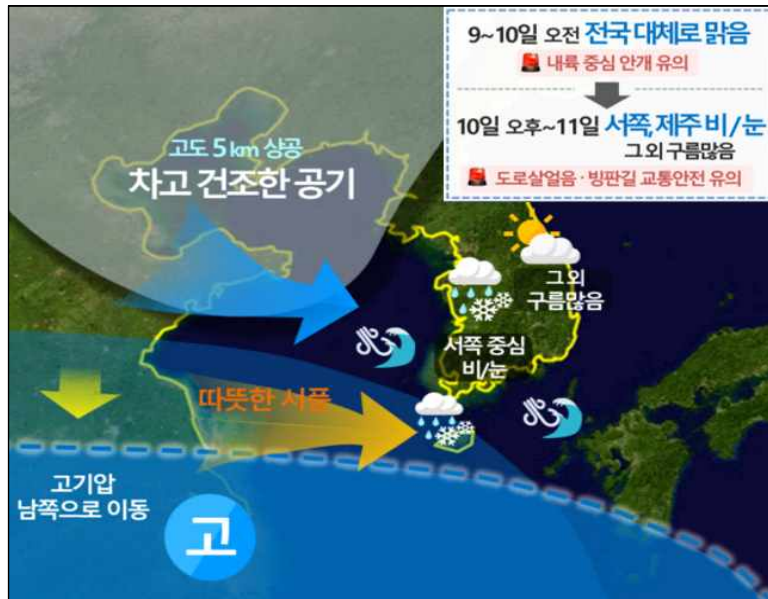 9~10일 오전 전국 대체로 맑음
내륙 중심 안개 유의
10일 오후~11일 서쪽,제주 비/눈
그외 구름많음
도로살얼음·빙판길 교통안전 유의
고도 5km 상공
차고 건조한 공기
그외
구름많음
서쪽 중심
비/눈
따뜻한 서풍
고기압
남쪽으로 이동
고